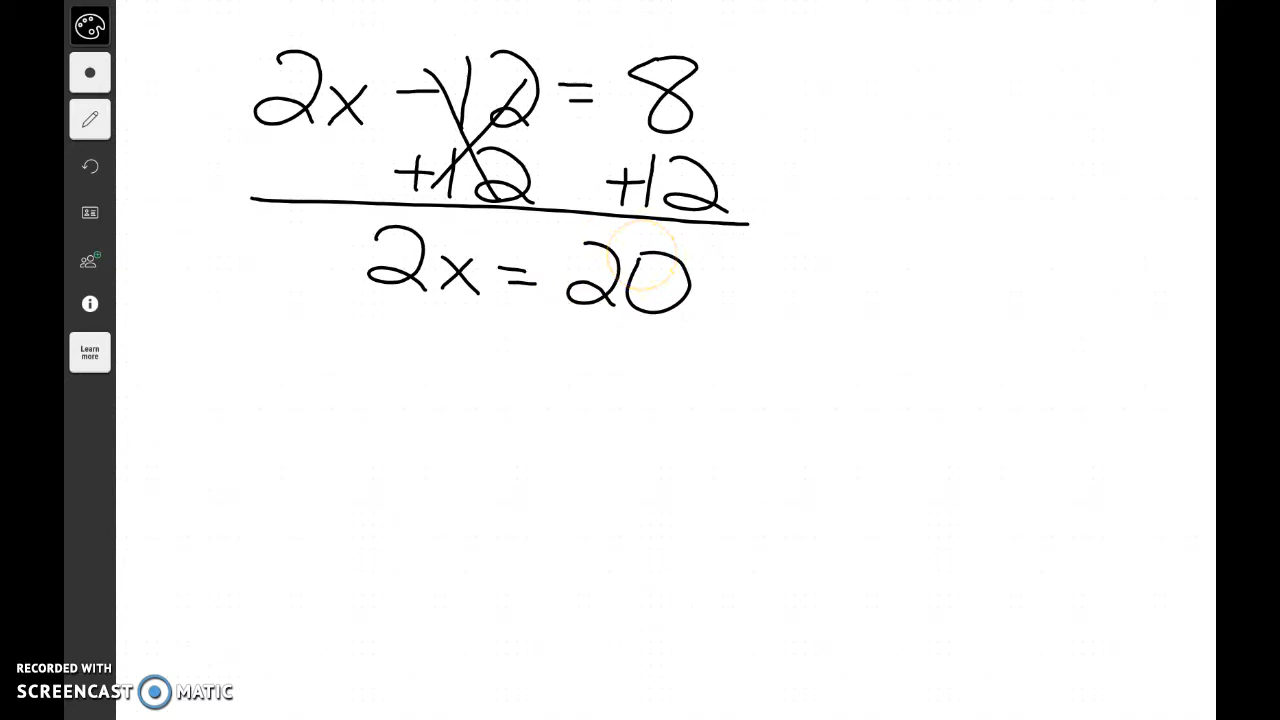 2x - 12 = 8
+12 +12
2x = 20
Learn
more
RECORDED WITH
SCREENCAST MATIC